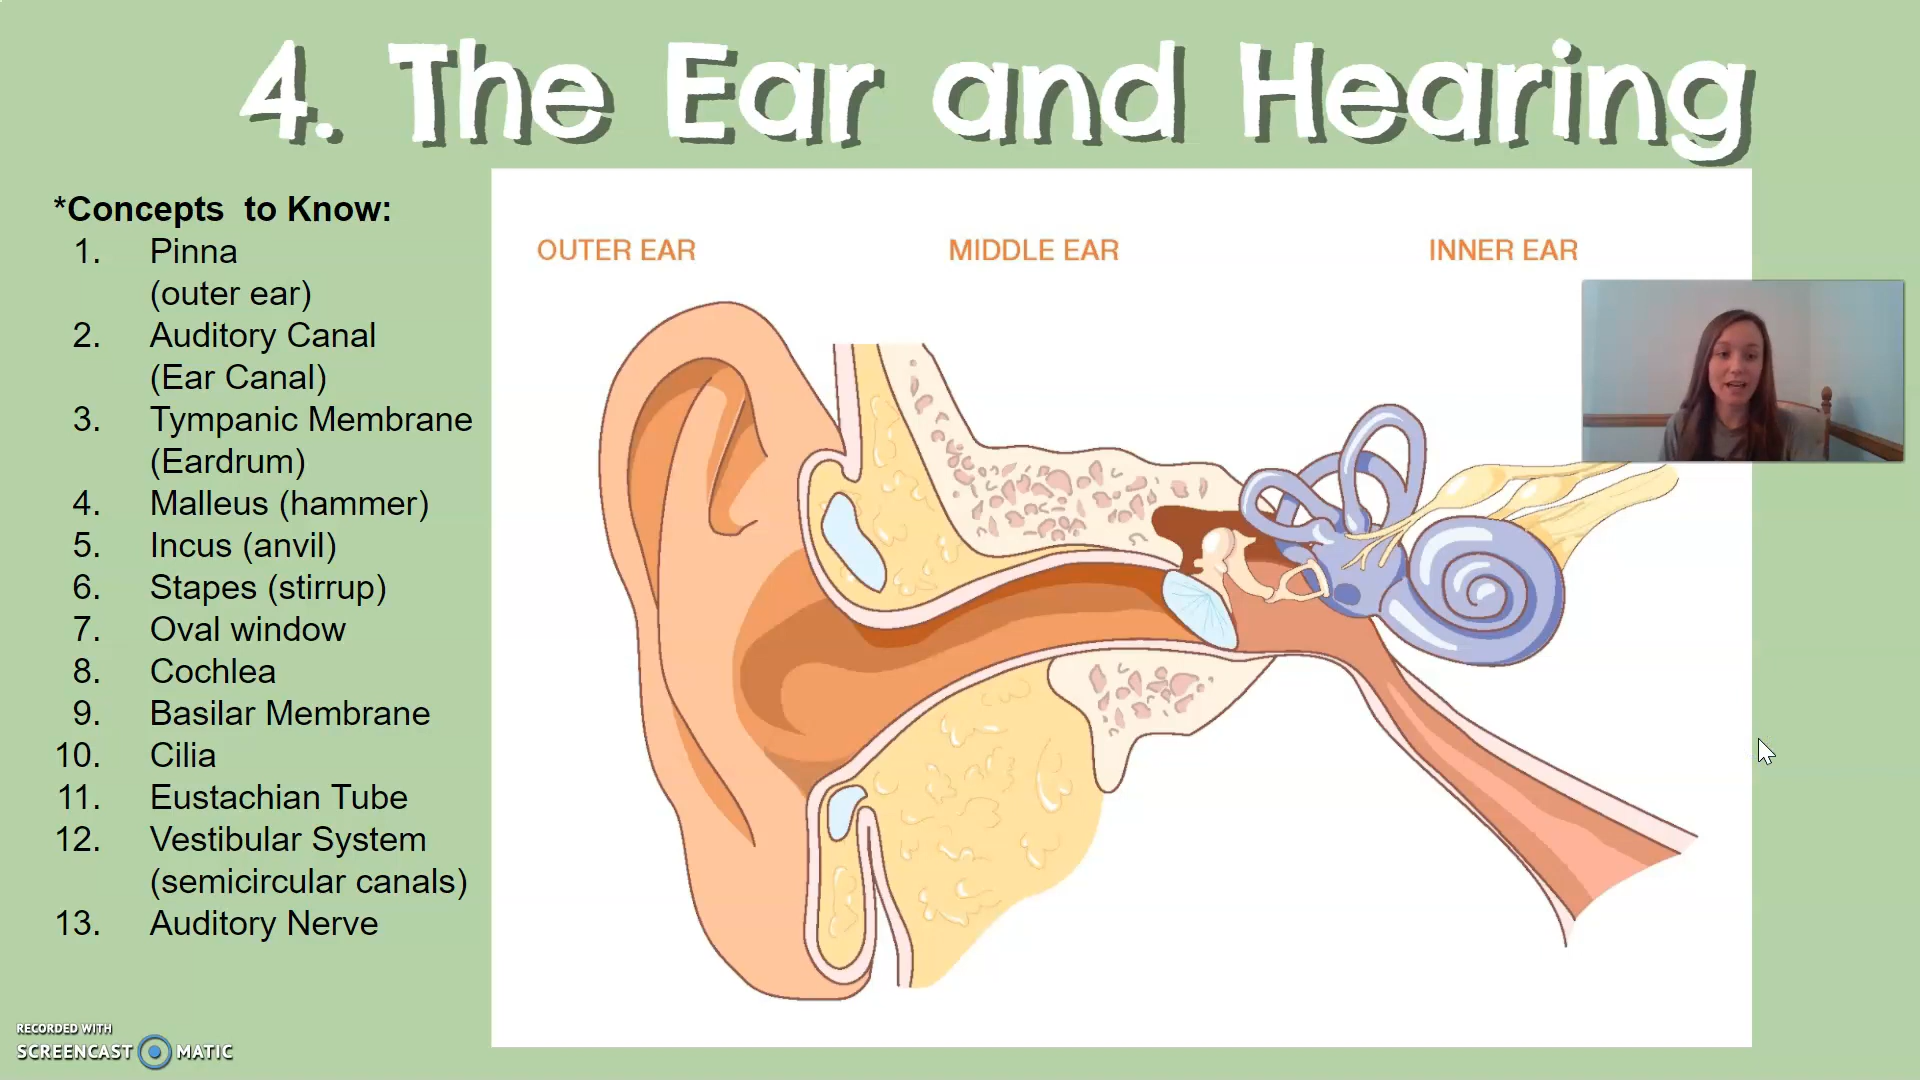 4. The Ear and Hearing
*Concepts  to Know:
1. Pinna
(outer ear)
2. Auditory Canal
(Ear Canal)
3. Tympanic Membrane
(Eardrum)
4. Malleus (hammer)
5. Incus (anvil)
6. Stapes (stirrup)
7. Oval window
8. Cochlea
9. Basilar Membrane
10. Cilia
11. Eustachian Tube
12. Vestibular System
(semicircular canals)
13. Auditory Nerve
OUTER EAR
MIDDLE EAR
INNER EAR
RECORDED WITH
SCREENCAST MATIC